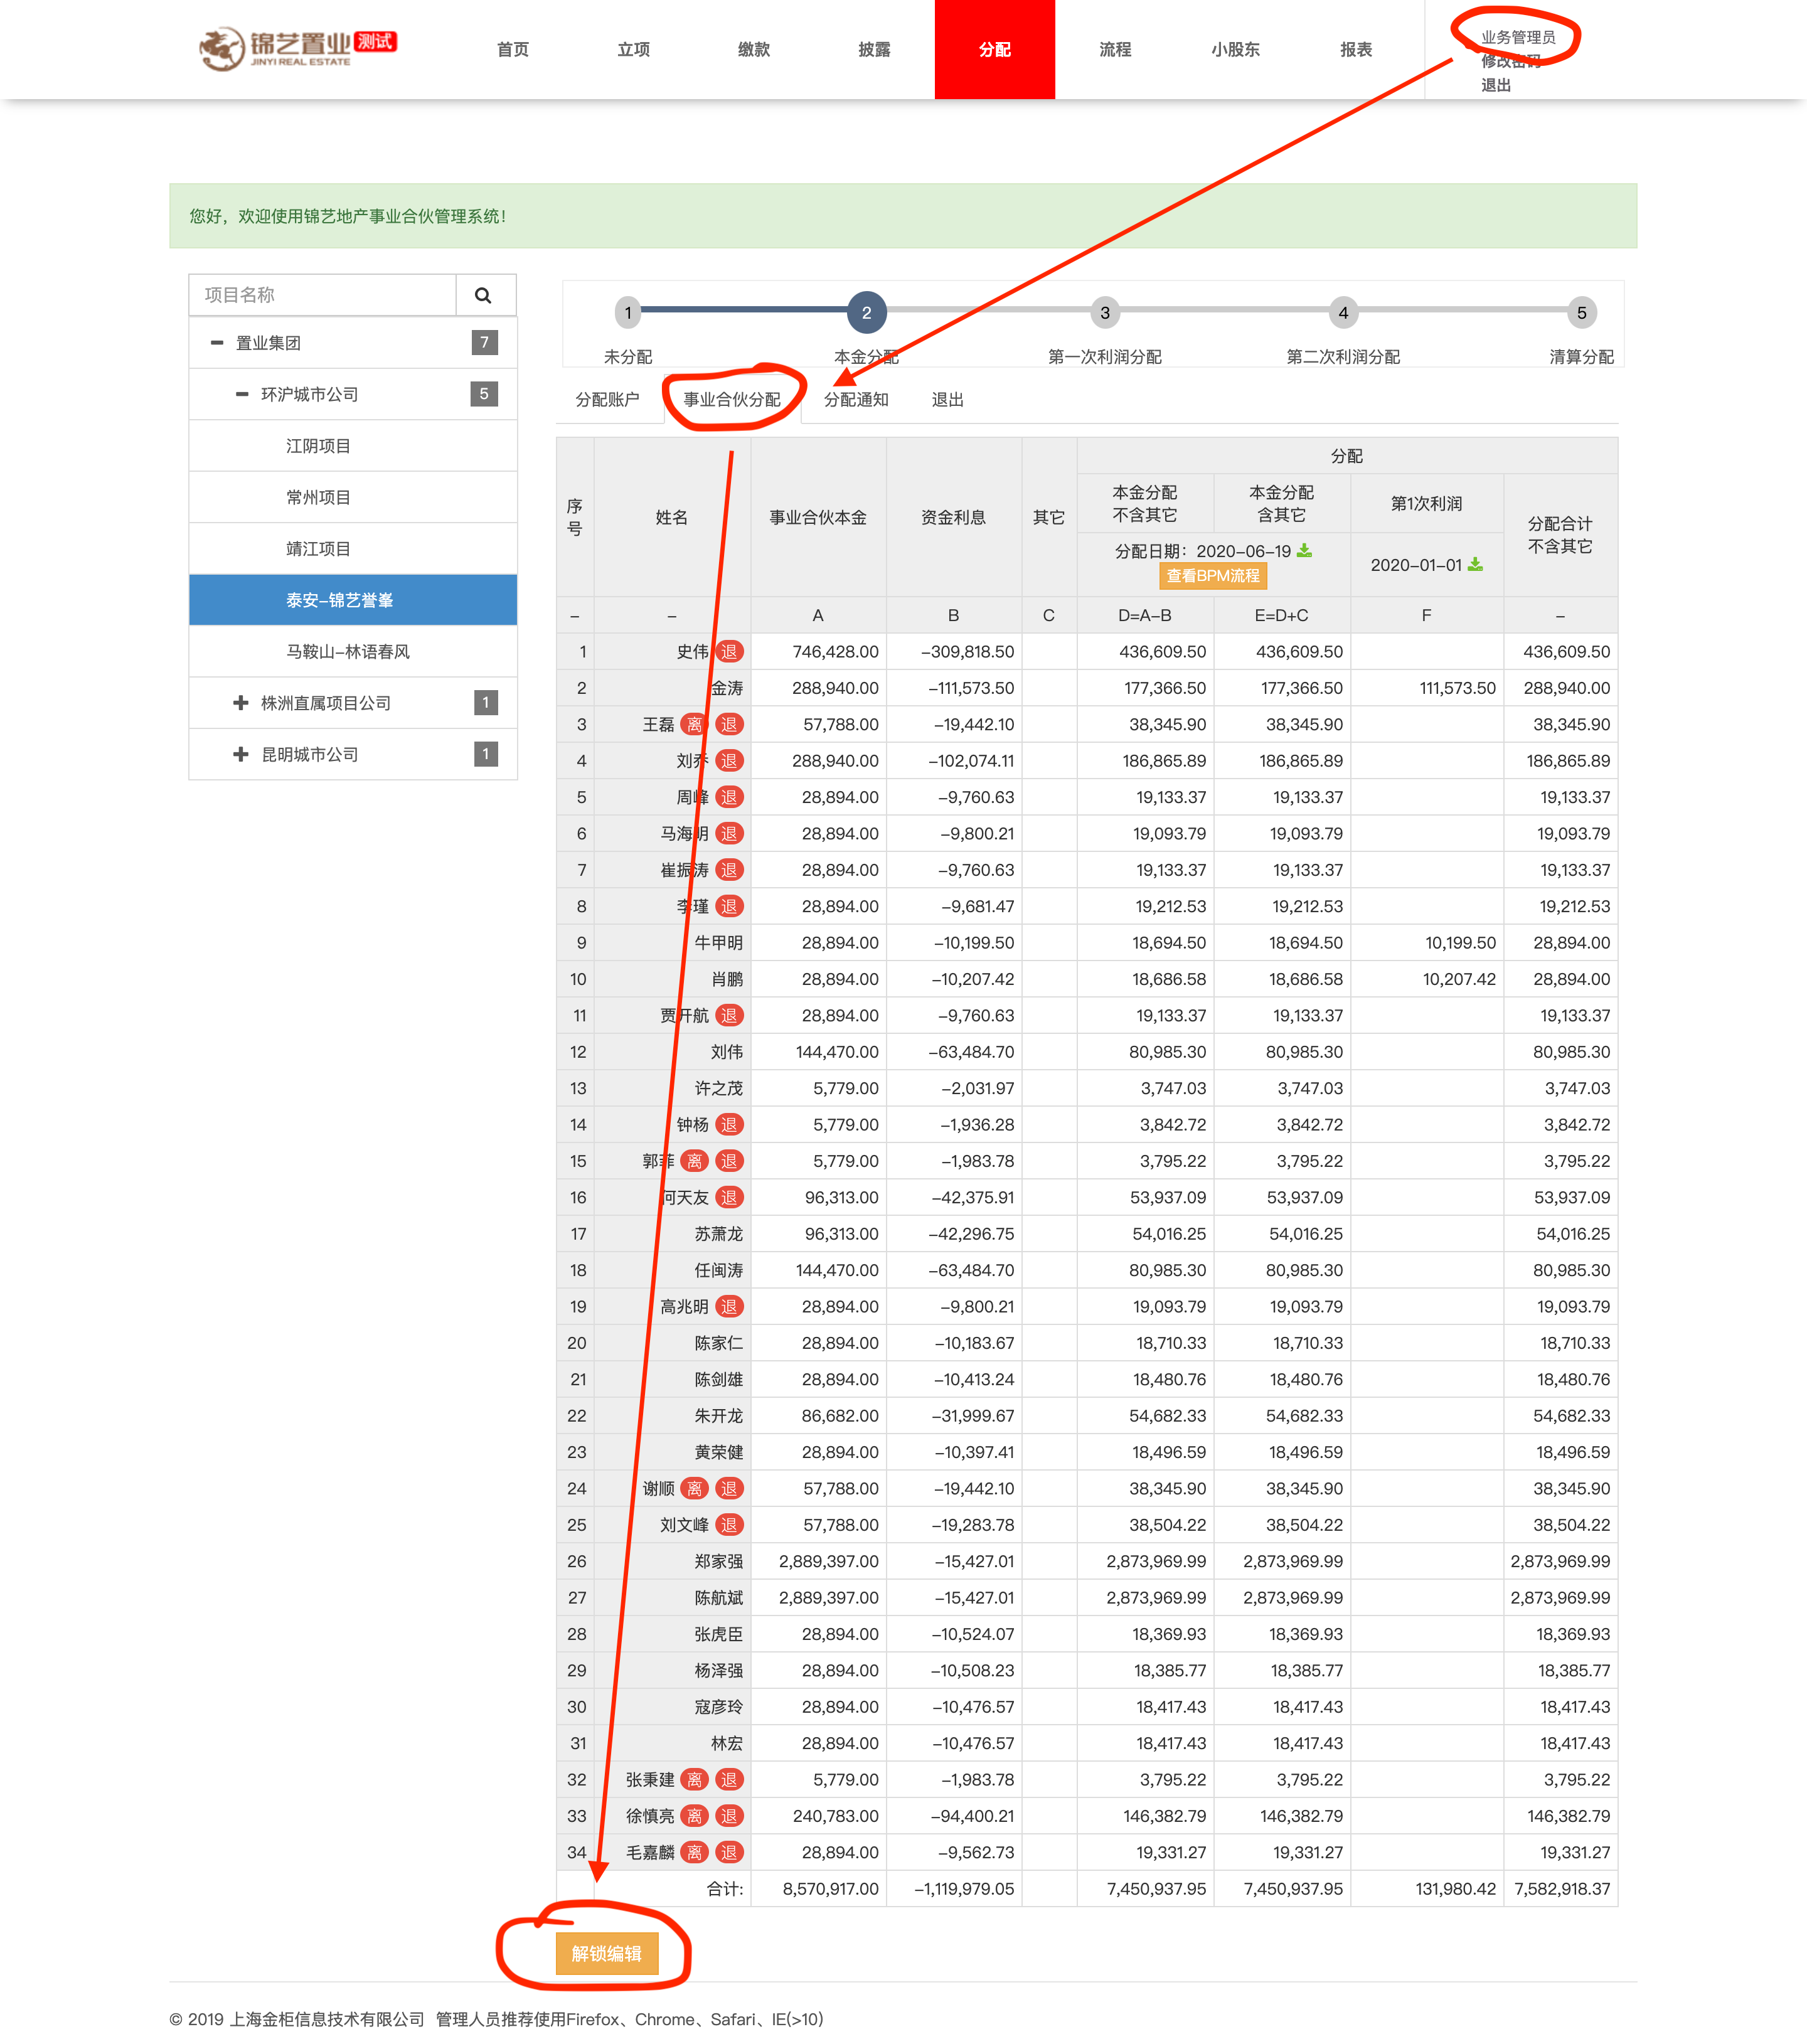 锦艺置业 测试
JINYI REAL ESTATE
首页 立项 缴款 披露 分配 流程 小股东 报表
业务管理员
修改密码
退出
您好，欢迎使用锦艺地产事业合伙管理系统！
项目名称
置业集团 7
环沪城市公司 5
江阴项目
常州项目
靖江项目
泰安-锦艺誉峯
马鞍山-林语春风
株洲直属项目公司 1
昆明城市公司 1
1 2 3 4 5
未分配 本金分配 第一次利润分配 第二次利润分配 清算分配
分配账户 事业合伙分配 分配通知 退出
序号 姓名 事业合伙本金 资金利息 其它 分配
本金分配 不含其它 本金分配 含其它 第1次利润 分配合计 不含其它
分配日期：2020-06-19 2020-01-01
查看BPM流程
- - A B C D=A-B E=D+C F -
1 史伟 退 746,428.00 -309,818.50 436,609.50 436,609.50 436,609.50
2 金涛 288,940.00 -111,573.50 177,366.50 177,366.50 111,573.50 288,940.00
3 王磊 离 退 57,788.00 -19,442.10 38,345.90 38,345.90 38,345.90
4 刘乔 退 288,940.00 -102,074.11 186,865.89 186,865.89 186,865.89
5 周峰 退 28,894.00 -9,760.63 19,133.37 19,133.37 19,133.37
6 马海明 退 28,894.00 -9,800.21 19,093.79 19,093.79 19,093.79
7 崔振涛 退 28,894.00 -9,760.63 19,133.37 19,133.37 19,133.37
8 李瑾 退 28,894.00 -9,681.47 19,212.53 19,212.53 19,212.53
9 牛甲明 28,894.00 -10,199.50 18,694.50 18,694.50 10,199.50 28,894.00
10 肖鹏 28,894.00 -10,207.42 18,686.58 18,686.58 10,207.42 28,894.00
11 贾开航 退 28,894.00 -9,760.63 19,133.37 19,133.37 19,133.37
12 刘伟 144,470.00 -63,484.70 80,985.30 80,985.30 80,985.30
13 许之茂 5,779.00 -2,031.97 3,747.03 3,747.03 3,747.03
14 钟杨 退 5,779.00 -1,936.28 3,842.72 3,842.72 3,842.72
15 郭菲 离 退 5,779.00 -1,983.78 3,795.22 3,795.22 3,795.22
16 何天友 退 96,313.00 -42,375.91 53,937.09 53,937.09 53,937.09
17 苏萧龙 96,313.00 -42,296.75 54,016.25 54,016.25 54,016.25
18 任闽涛 144,470.00 -63,484.70 80,985.30 80,985.30 80,985.30
19 高兆明 退 28,894.00 -9,800.21 19,093.79 19,093.79 19,093.79
20 陈家仁 28,894.00 -10,183.67 18,710.33 18,710.33 18,710.33
21 陈剑雄 28,894.00 -10,413.24 18,480.76 18,480.76 18,480.76
22 朱开龙 86,682.00 -31,999.67 54,682.33 54,682.33 54,682.33
23 黄荣健 28,894.00 -10,397.41 18,496.59 18,496.59 18,496.59
24 谢顺 离 退 57,788.00 -19,442.10 38,345.90 38,345.90 38,345.90
25 刘文峰 退 57,788.00 -19,283.78 38,504.22 38,504.22 38,504.22
26 郑家强 2,889,397.00 -15,427.01 2,873,969.99 2,873,969.99 2,873,969.99
27 陈航斌 2,889,397.00 -15,427.01 2,873,969.99 2,873,969.99 2,873,969.99
28 张虎臣 28,894.00 -10,524.07 18,369.93 18,369.93 18,369.93
29 杨泽强 28,894.00 -10,508.23 18,385.77 18,385.77 18,385.77
30 寇彦玲 28,894.00 -10,476.57 18,417.43 18,417.43 18,417.43
31 林宏 28,894.00 -10,476.57 18,417.43 18,417.43 18,417.43
32 张秉建 离 退 5,779.00 -1,983.78 3,795.22 3,795.22 3,795.22
33 徐慎亮 离 退 240,783.00 -94,400.21 146,382.79 146,382.79 146,382.79
34 毛嘉麟 离 退 28,894.00 -9,562.73 19,331.27 19,331.27 19,331.27
合计: 8,570,917.00 -1,119,979.05 7,450,937.95 7,450,937.95 131,980.42 7,582,918.37
解锁编辑
© 2019 上海金柜信息技术有限公司 管理人员推荐使用Firefox、Chrome、Safari、IE(>10)